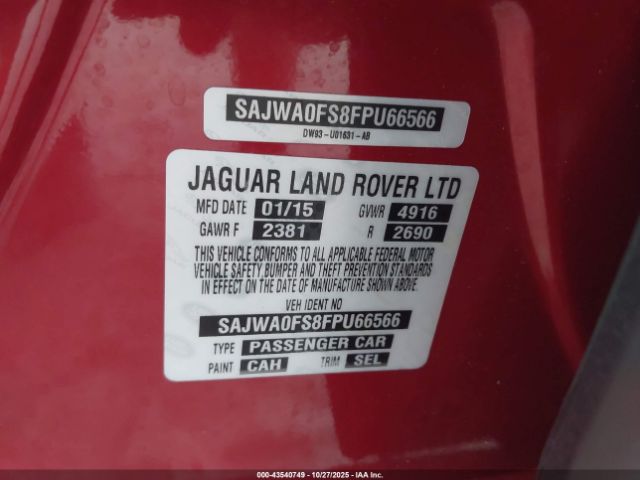 SAJWA0FS8FPU66566
DW93-U01631-AB
JAGUAR LAND ROVER LTD
MFD DATE 01/15 GVWR 4916
GAWR F 2381 R 2690
THIS VEHICLE CONFORMS TO ALL APPLICABLE FEDERAL MOTOR
VEHICLE SAFETY, BUMPER AND THEFT PREVENTION STANDARDS
IN EFFECT ON THE DATE OF MANUFACTURE SHOWN ABOVE.
VEH IDENT NO
SAJWA0FS8FPU66566
TYPE PASSENGER CAR
PAINT CAH TRIM SEL
000-43540749 10/27/2025 - IAA Inc.